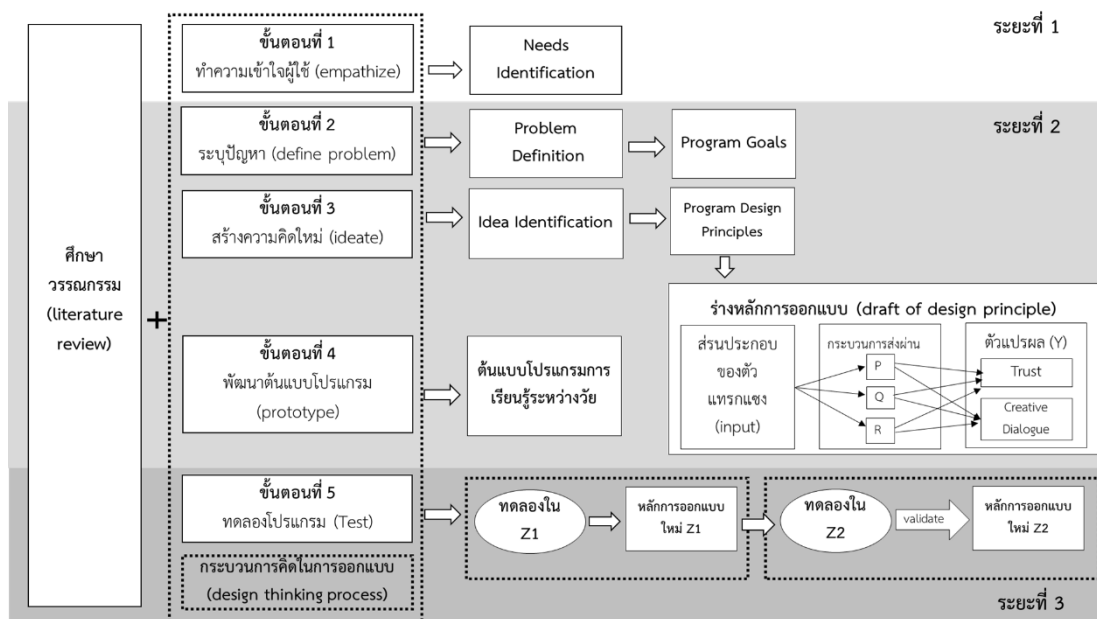 ระยะที่ 1
ศึกษา
วรรณกรรม
(literature
review)
+
ขั้นตอนที่ 1
ทำความเข้าใจผู้ใช้ (empathize)
Needs
Identification
ระยะที่ 2
ขั้นตอนที่ 2
ระบุปัญหา (define problem)
Problem
Definition
Program Goals
ขั้นตอนที่ 3
สร้างความคิดใหม่ (ideate)
Idea Identification
Program Design
Principles
ร่างหลักการออกแบบ (draft of design principle)
ส่รนประกอบ
ของตัว
แทรกแซง
(input)
กระบวนการส่งผ่าน
P
Q
R
ตัวแปรผล (Y)
Trust
Creative
Dialogue
ขั้นตอนที่ 4
พัฒนาต้นแบบโปรแกรม
(prototype)
ต้นแบบโปรแกรมการ
เรียนรู้ระหว่างวัย
ขั้นตอนที่ 5
ทดลองโปรแกรม (Test)
ทดลองใน
Z1
หลักการออกแบบ
ใหม่ Z1
ทดลองใน
Z2
validate
หลักการออกแบบ
ใหม่ Z2
กระบวนการคิดในการออกแบบ
(design thinking process)
ระยะที่ 3